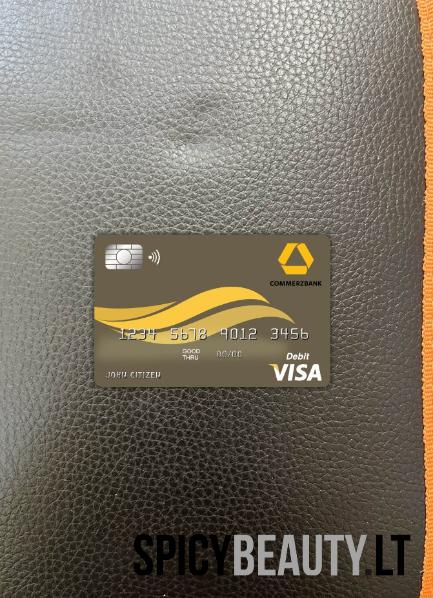 COMMERZBANK
1234 5678 9012 3456
GOOD
THRU
00/00
JOHN CITIZEN
Debit
VISA
SPICYBEAUTY.LT